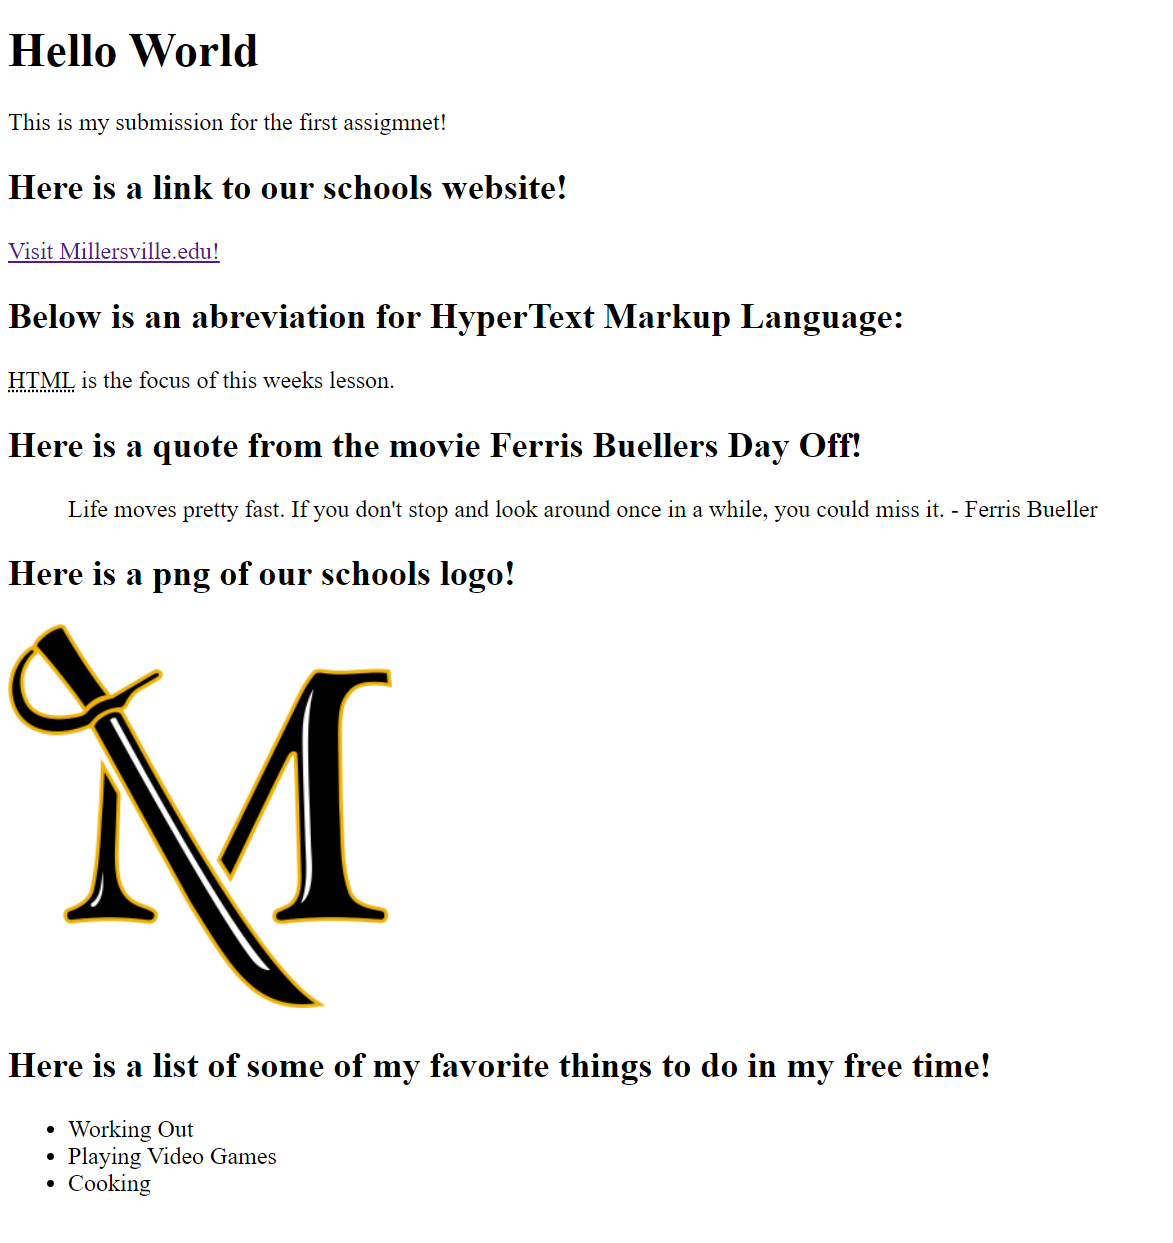 Hello World
This is my submission for the first assigmnet!
Here is a link to our schools website!
Visit Millersville.edu!
Below is an abreviation for HyperText Markup Language:
HTML is the focus of this weeks lesson.
Here is a quote from the movie Ferris Buellers Day Off!
Life moves pretty fast. If you don't stop and look around once in a while, you could miss it. - Ferris Bueller
Here is a png of our schools logo!
M
Here is a list of some of my favorite things to do in my free time!
• Working Out
• Playing Video Games
• Cooking